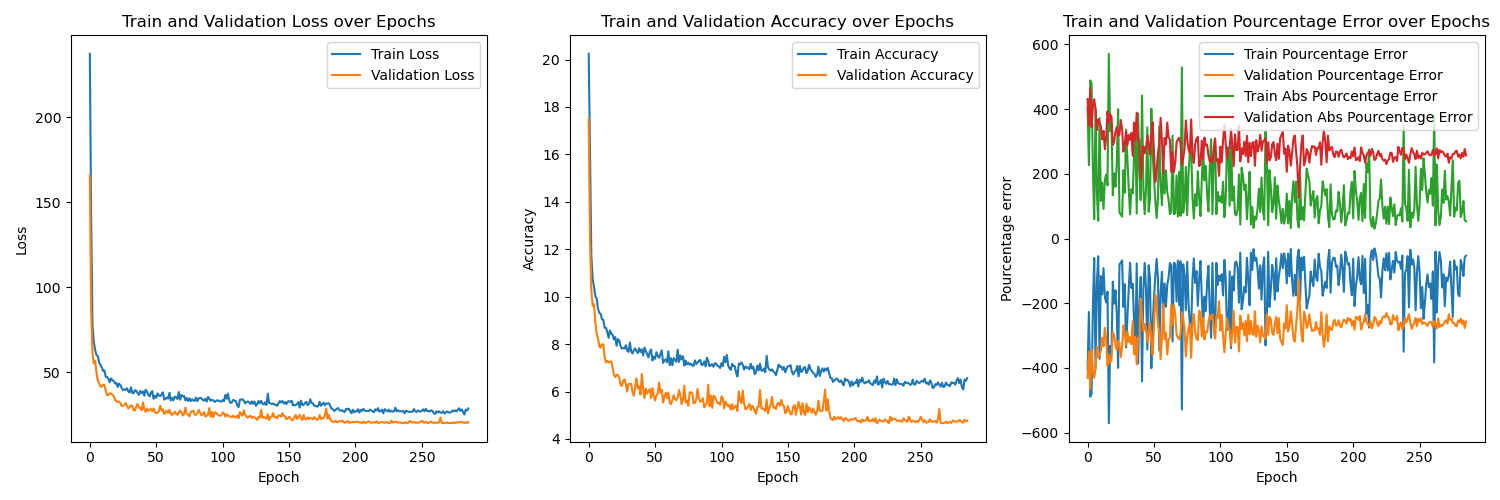 Train and Validation Loss over Epochs
Train Loss
Validation Loss
Loss
200
150
100
50
0
50
100
150
200
250
Epoch
Train and Validation Accuracy over Epochs
Train Accuracy
Validation Accuracy
Accuracy
20
18
16
14
12
10
8
6
4
0
50
100
150
200
250
Epoch
Train and Validation Pourcentage Error over Epochs
Train Pourcentage Error
Validation Pourcentage Error
Train Abs Pourcentage Error
Validation Abs Pourcentage Error
Pourcentage error
600
400
200
0
−200
−400
−600
0
50
100
150
200
250
Epoch